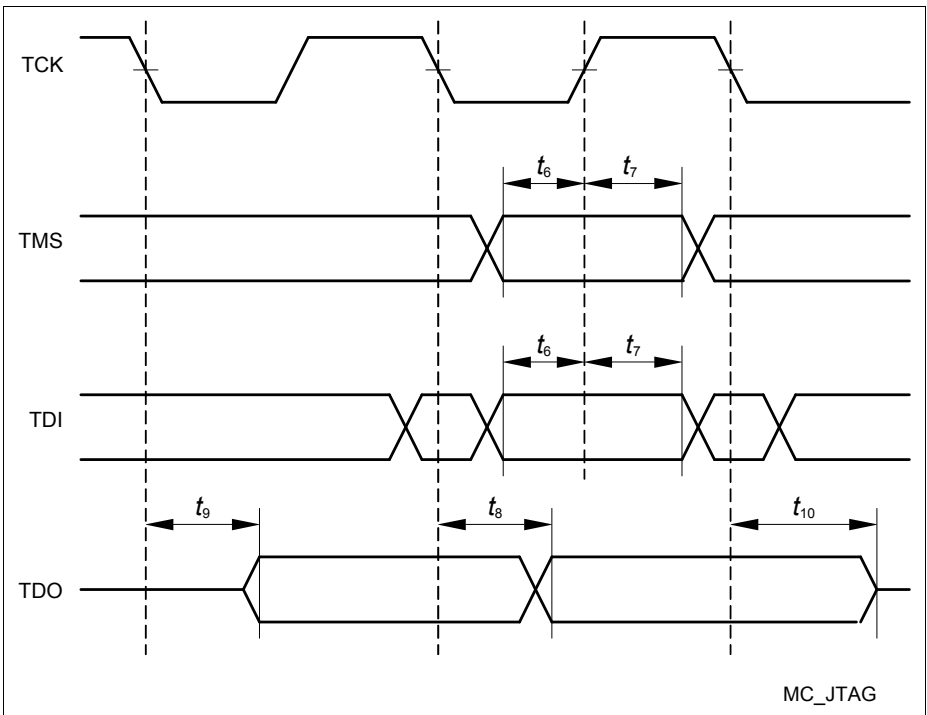 TCK
t6 t7
TMS
t6 t7
TDI
t9 t8 t10
TDO
MC_JTAG